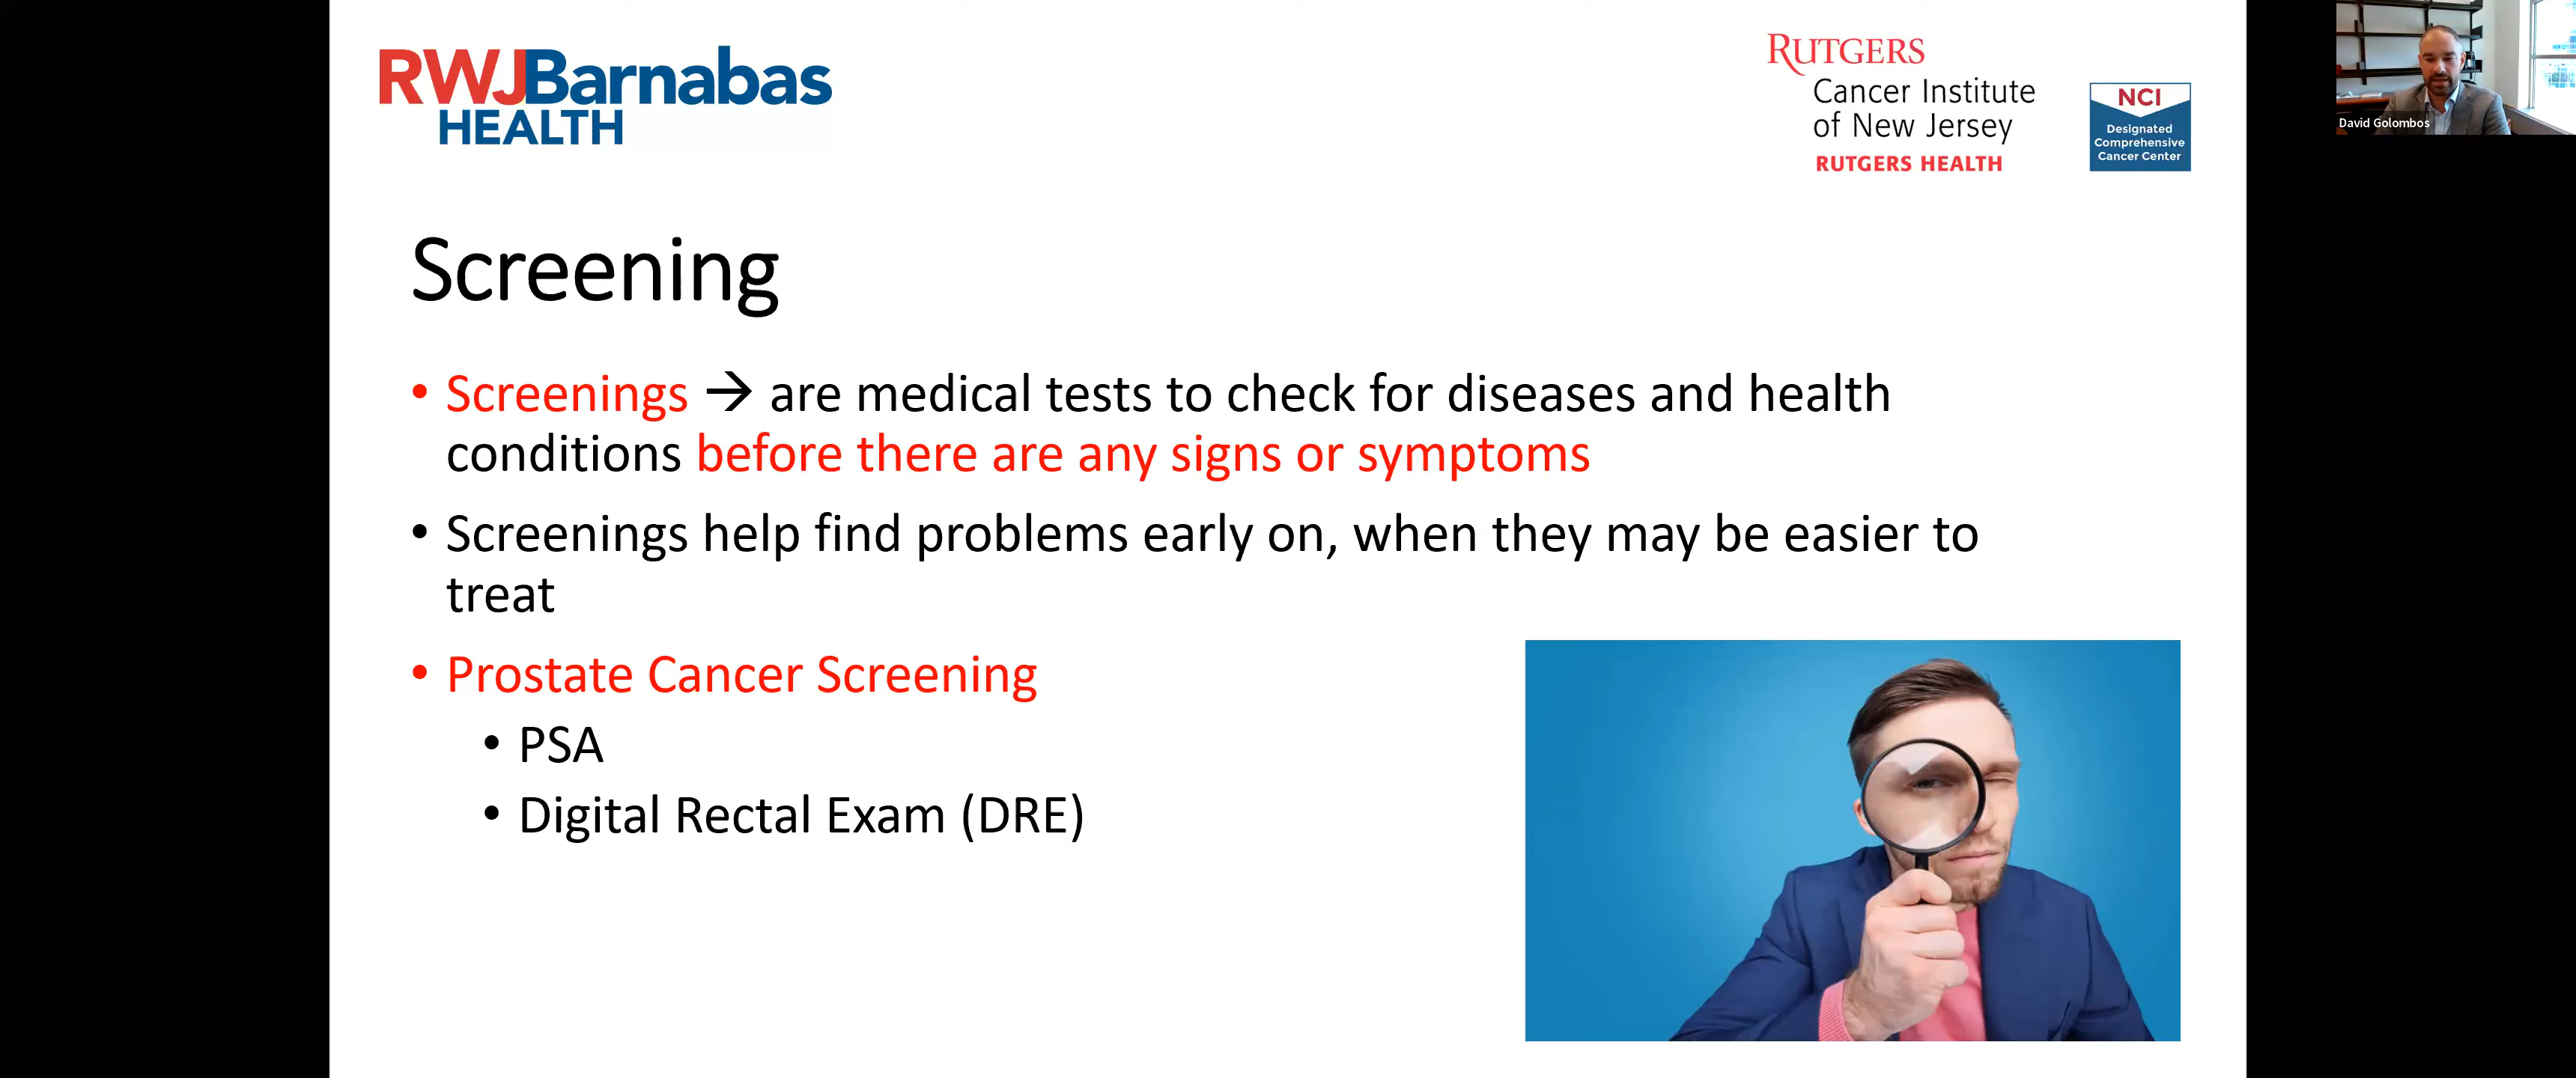 RWJBarnabas
HEALTH
RUTGERS
Cancer Institute
of New Jersey
RUTGERS HEALTH
NCI
Designated
Comprehensive
Cancer Center
David Golombos
Screening
• Screenings → are medical tests to check for diseases and health
conditions before there are any signs or symptoms
• Screenings help find problems early on, when they may be easier to
treat
• Prostate Cancer Screening
• PSA
• Digital Rectal Exam (DRE)